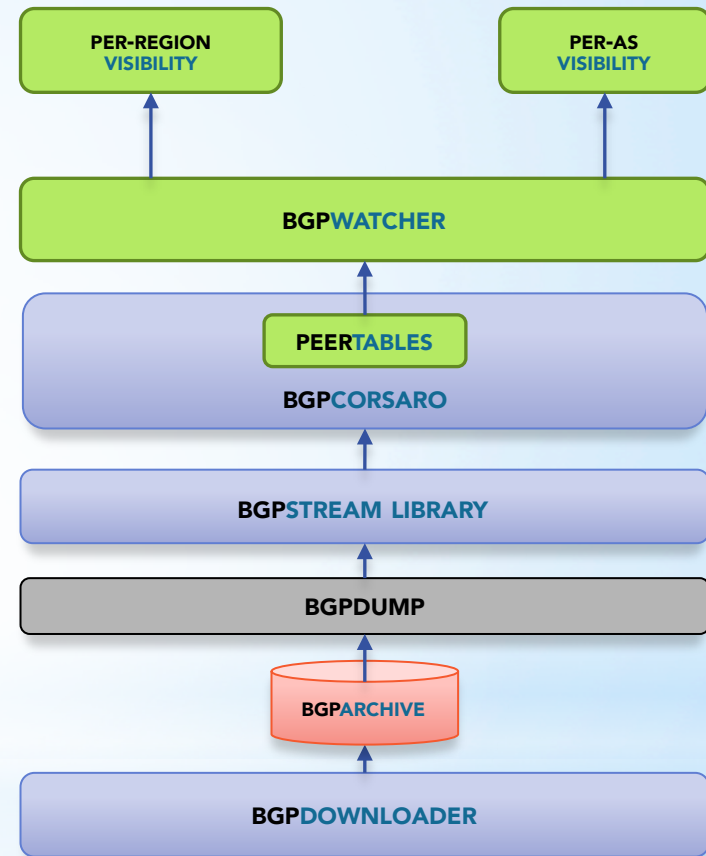 PER-REGION
VISIBILITY
PER-AS
VISIBILITY
BGPWATCHER
PEERTABLES
BGPCORSARO
BGPSTREAM LIBRARY
BGPDUMP
BGPARCHIVE
BGPDOWNLOADER